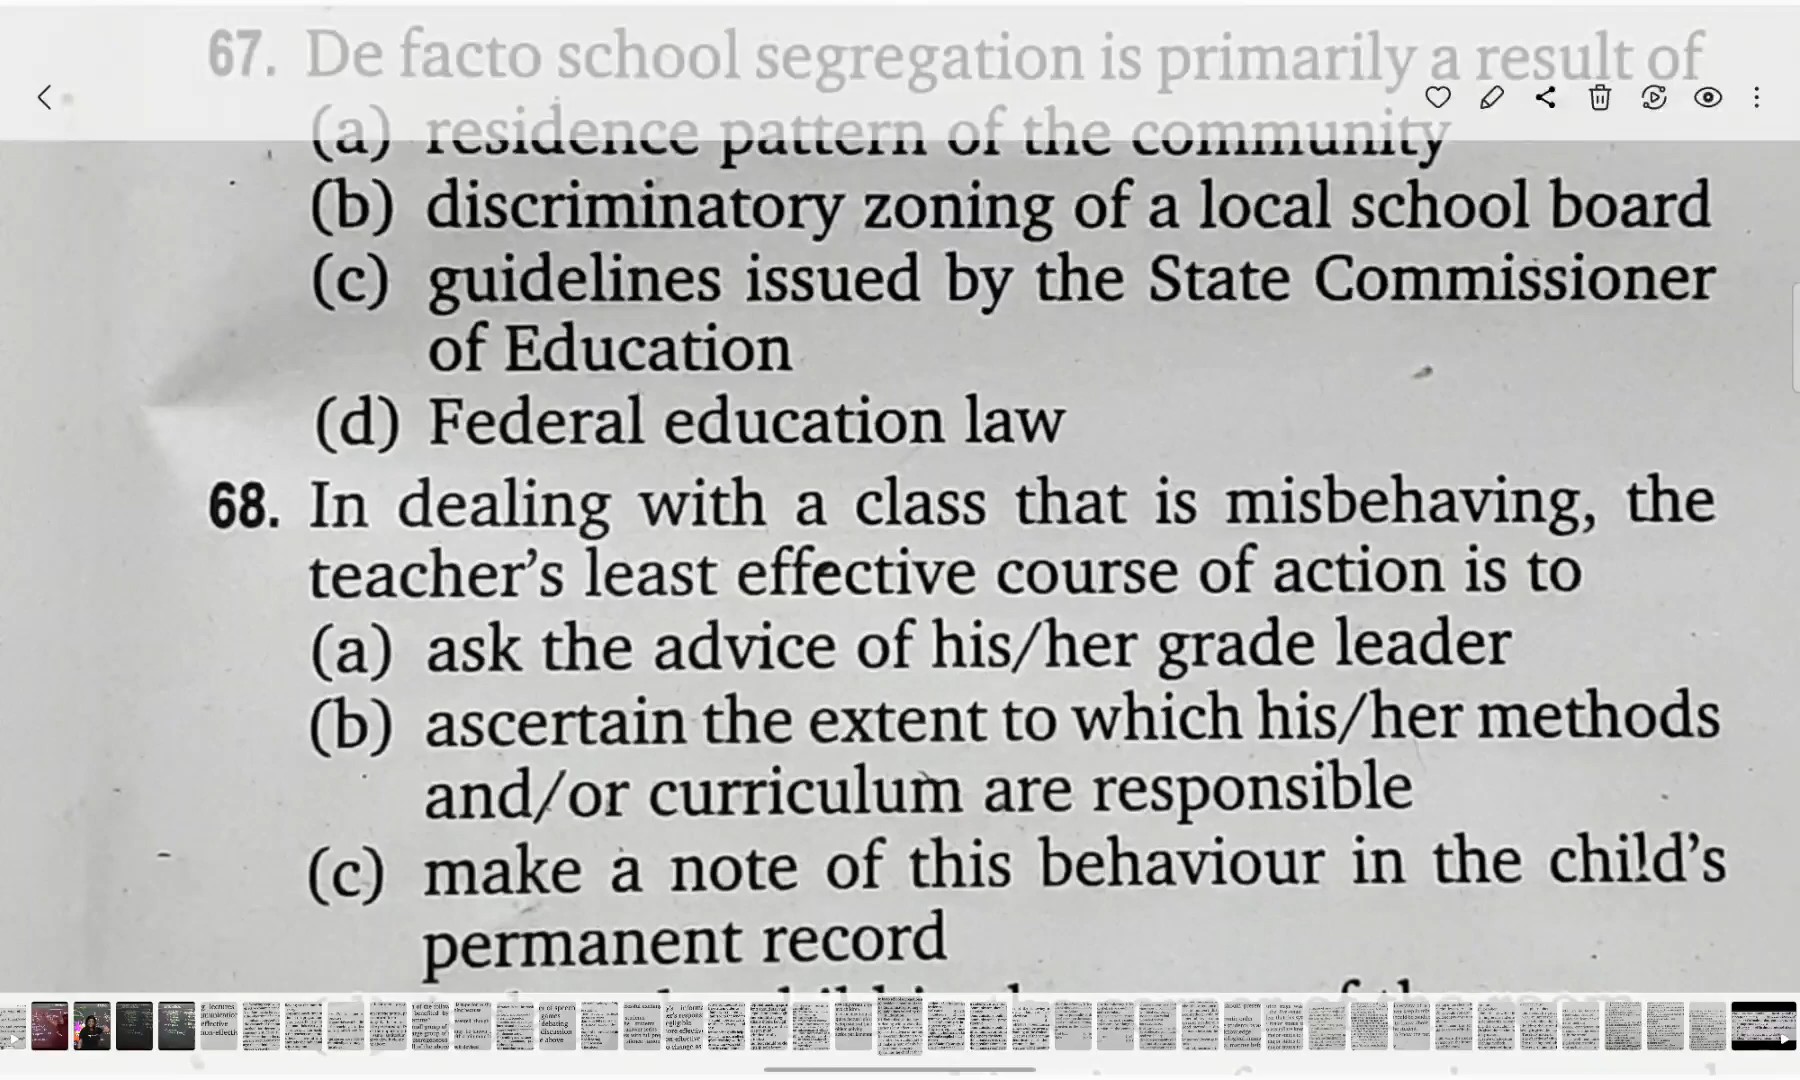 67. De facto school segregation is primarily a result of
(a) residence pattern of the community
(b) discriminatory zoning of a local school board
(c) guidelines issued by the State Commissioner
of Education
(d) Federal education law
68. In dealing with a class that is misbehaving, the
teacher's least effective course of action is to
(a) ask the advice of his/her grade leader
(b) ascertain the extent to which his/her methods
and/or curriculum are responsible
(c) make a note of this behaviour in the child's
permanent record